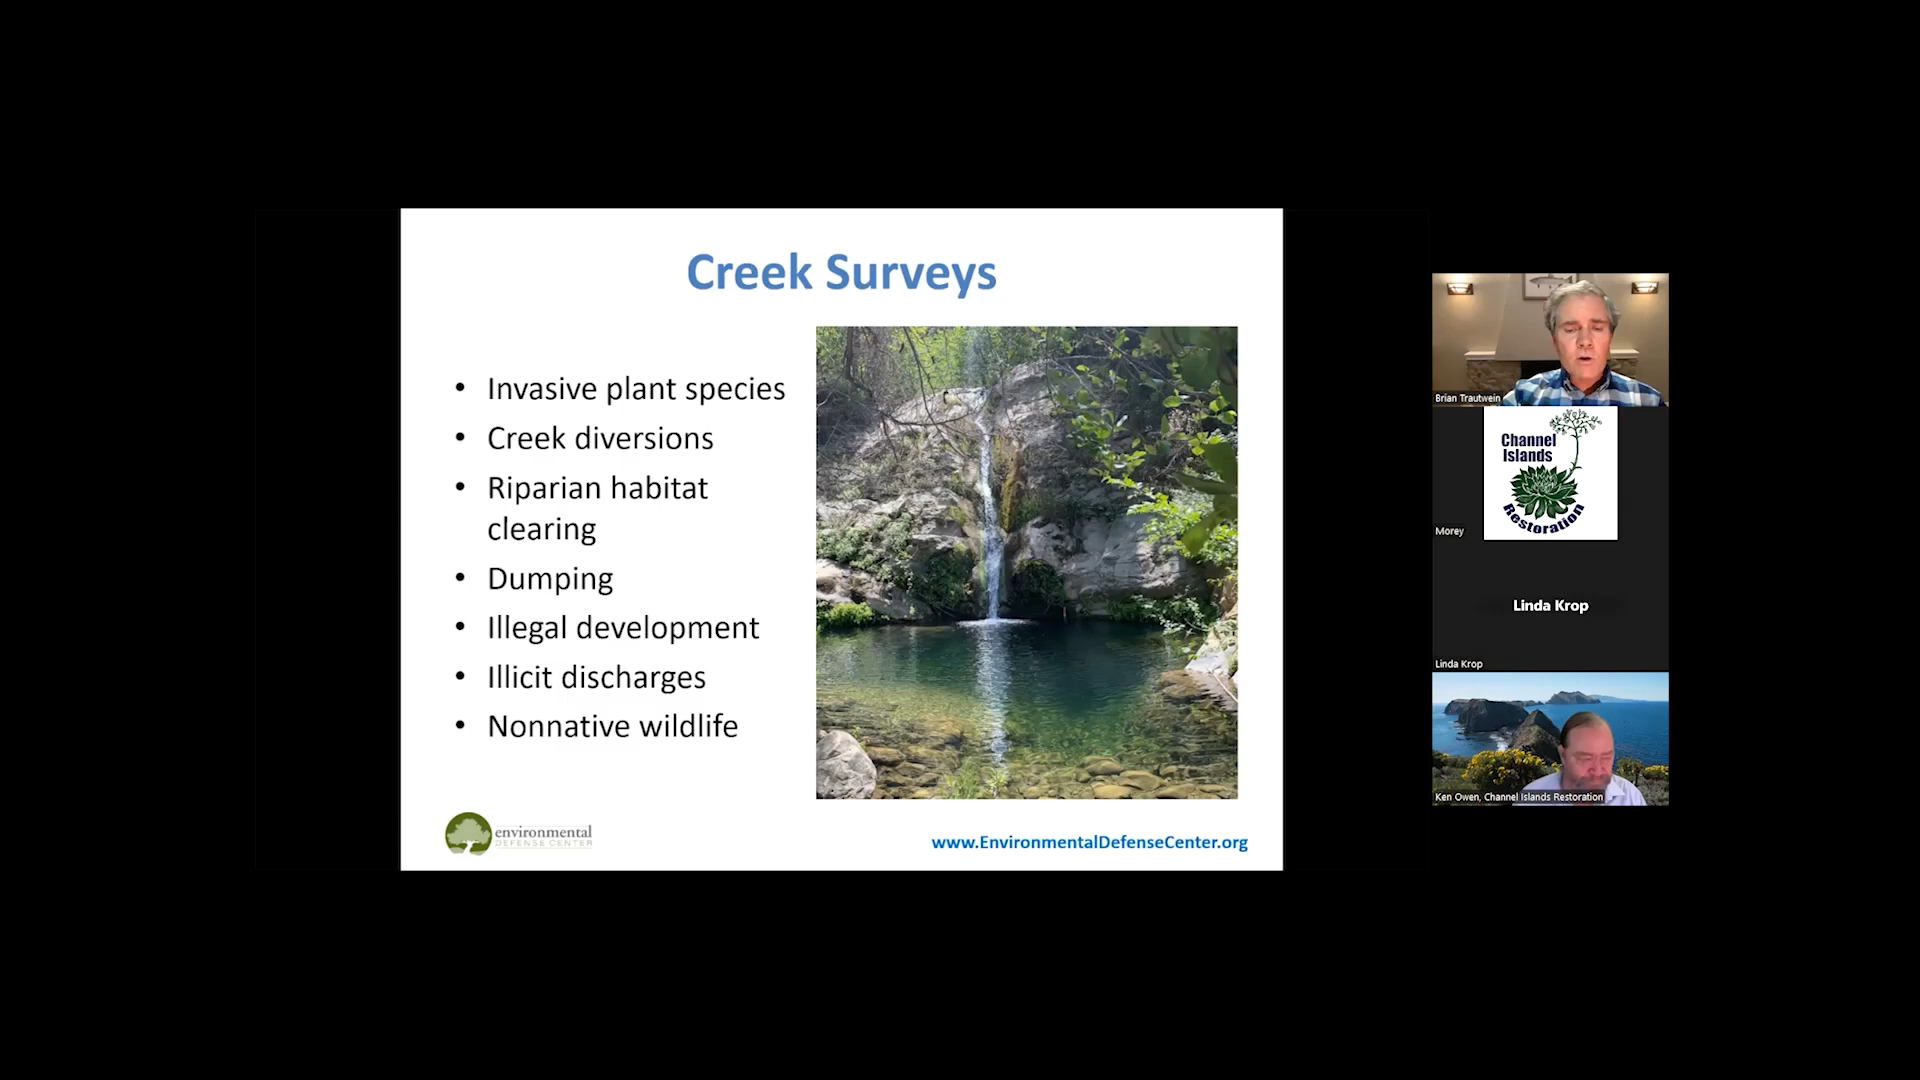 Creek Surveys
• Invasive plant species
• Creek diversions
• Riparian habitat
clearing
• Dumping
• Illegal development
• Illicit discharges
• Nonnative wildlife
environmental
DEFENSE CENTER
www.EnvironmentalDefenseCenter.org
Brian Trautwein
Channel
Islands
Restoration
Morey
Linda Krop
Linda Krop
Ken Owen, Channel Islands Restoration